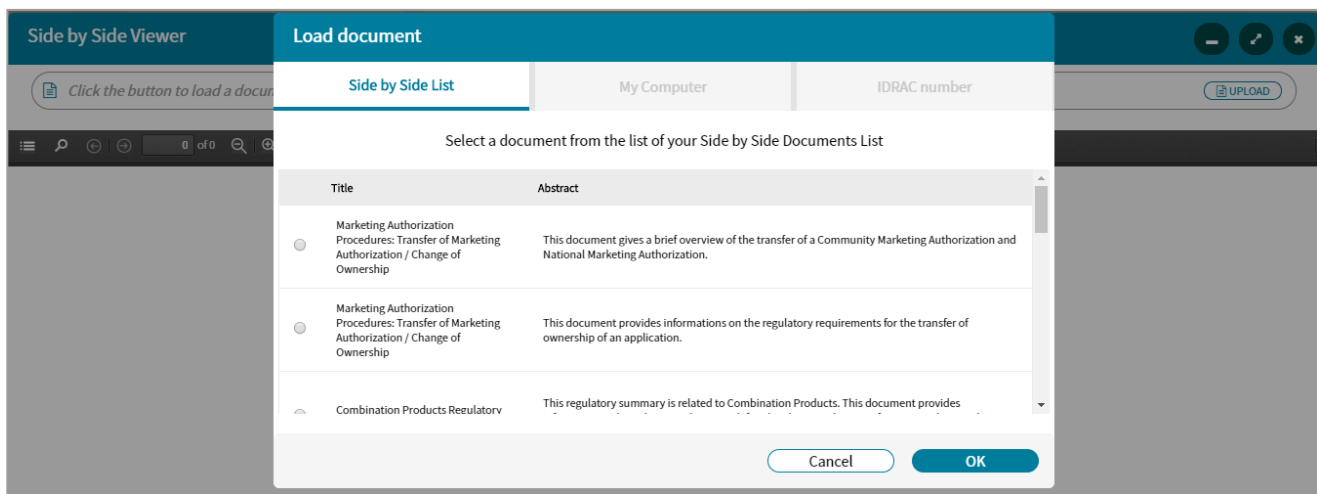 Side by Side Viewer
Load document
Click the button to load a docun
Side by Side List
My Computer
IDRAC number
UPLOAD
0 of 0
Select a document from the list of your Side by Side Documents List
Title
Abstract
Marketing Authorization
Procedures: Transfer of Marketing
Authorization / Change of
Ownership
This document gives a brief overview of the transfer of a Community Marketing Authorization and
National Marketing Authorization.
Marketing Authorization
Procedures: Transfer of Marketing
Authorization / Change of
Ownership
This document provides informations on the regulatory requirements for the transfer of
ownership of an application.
Combination Products Regulatory
This regulatory summary is related to Combination Products. This document provides
Cancel
OK